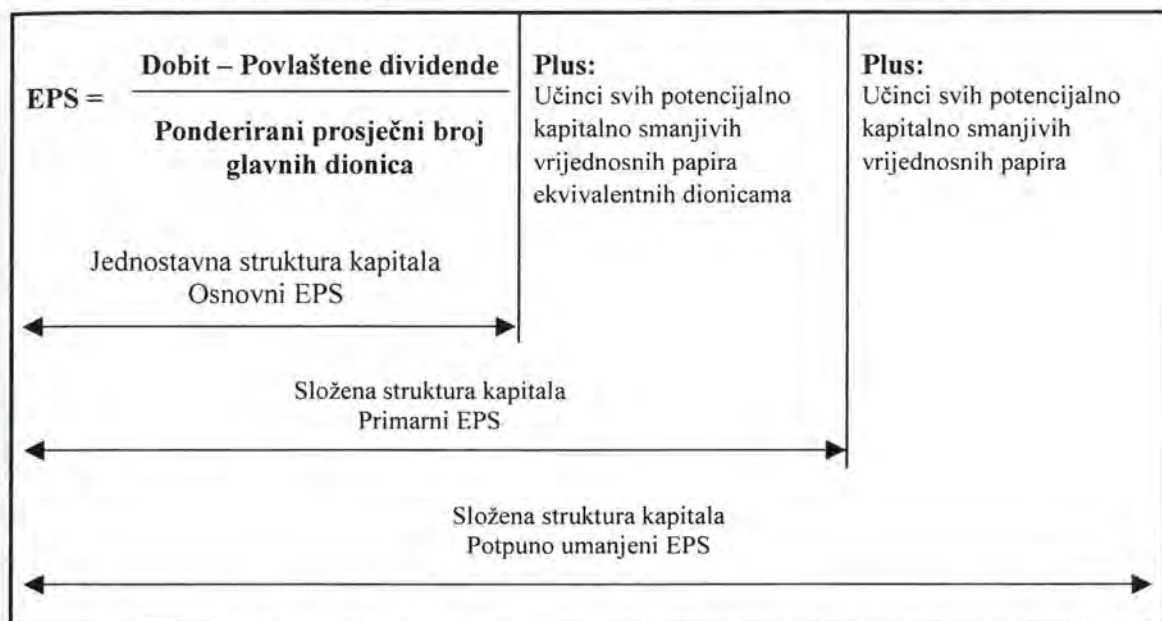 EPS =
Dobit – Povlaštene dividende
Ponderirani prosječni broj
glavnih dionica
Jednostavna struktura kapitala
Osnovni EPS
Plus:
Učinci svih potencijalno
kapitalno smanjivih
vrijednosnih papira
ekvivalentnih dionicama
Plus:
Učinci svih potencijalno
kapitalno smanjivih
vrijednosnih papira
Složena struktura kapitala
Primarni EPS
Složena struktura kapitala
Potpuno umanjeni EPS